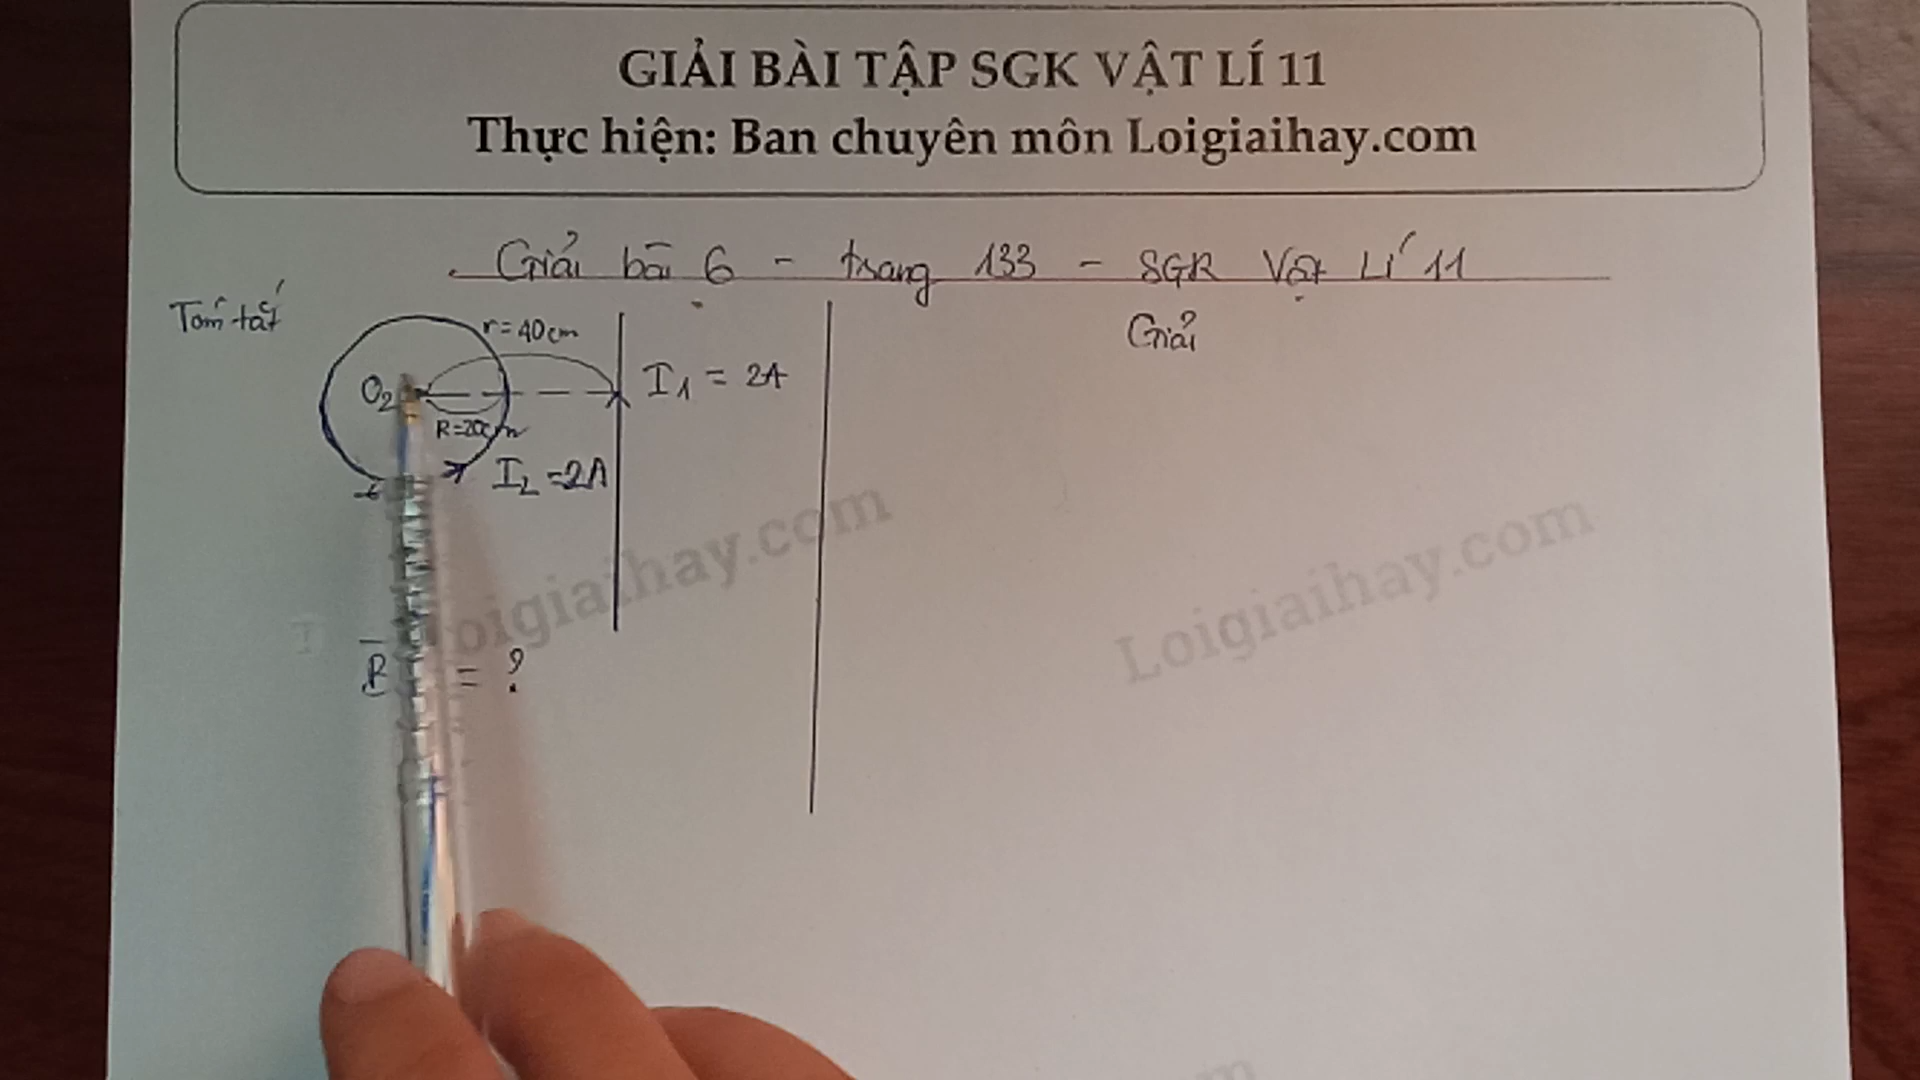 GIẢI BÀI TẬP SGK VẬT LÍ 11
Thực hiện: Ban chuyên môn Loigiaihay.com
Giải bài 6 - trang 133 - SGK Vật Lí 11
Tóm tắt
Giải
r = 40cm
O2
I1 = 2A
R=20cm
I2 = 2A
= ?
Loigiaihay.com
Loigiaihay.com